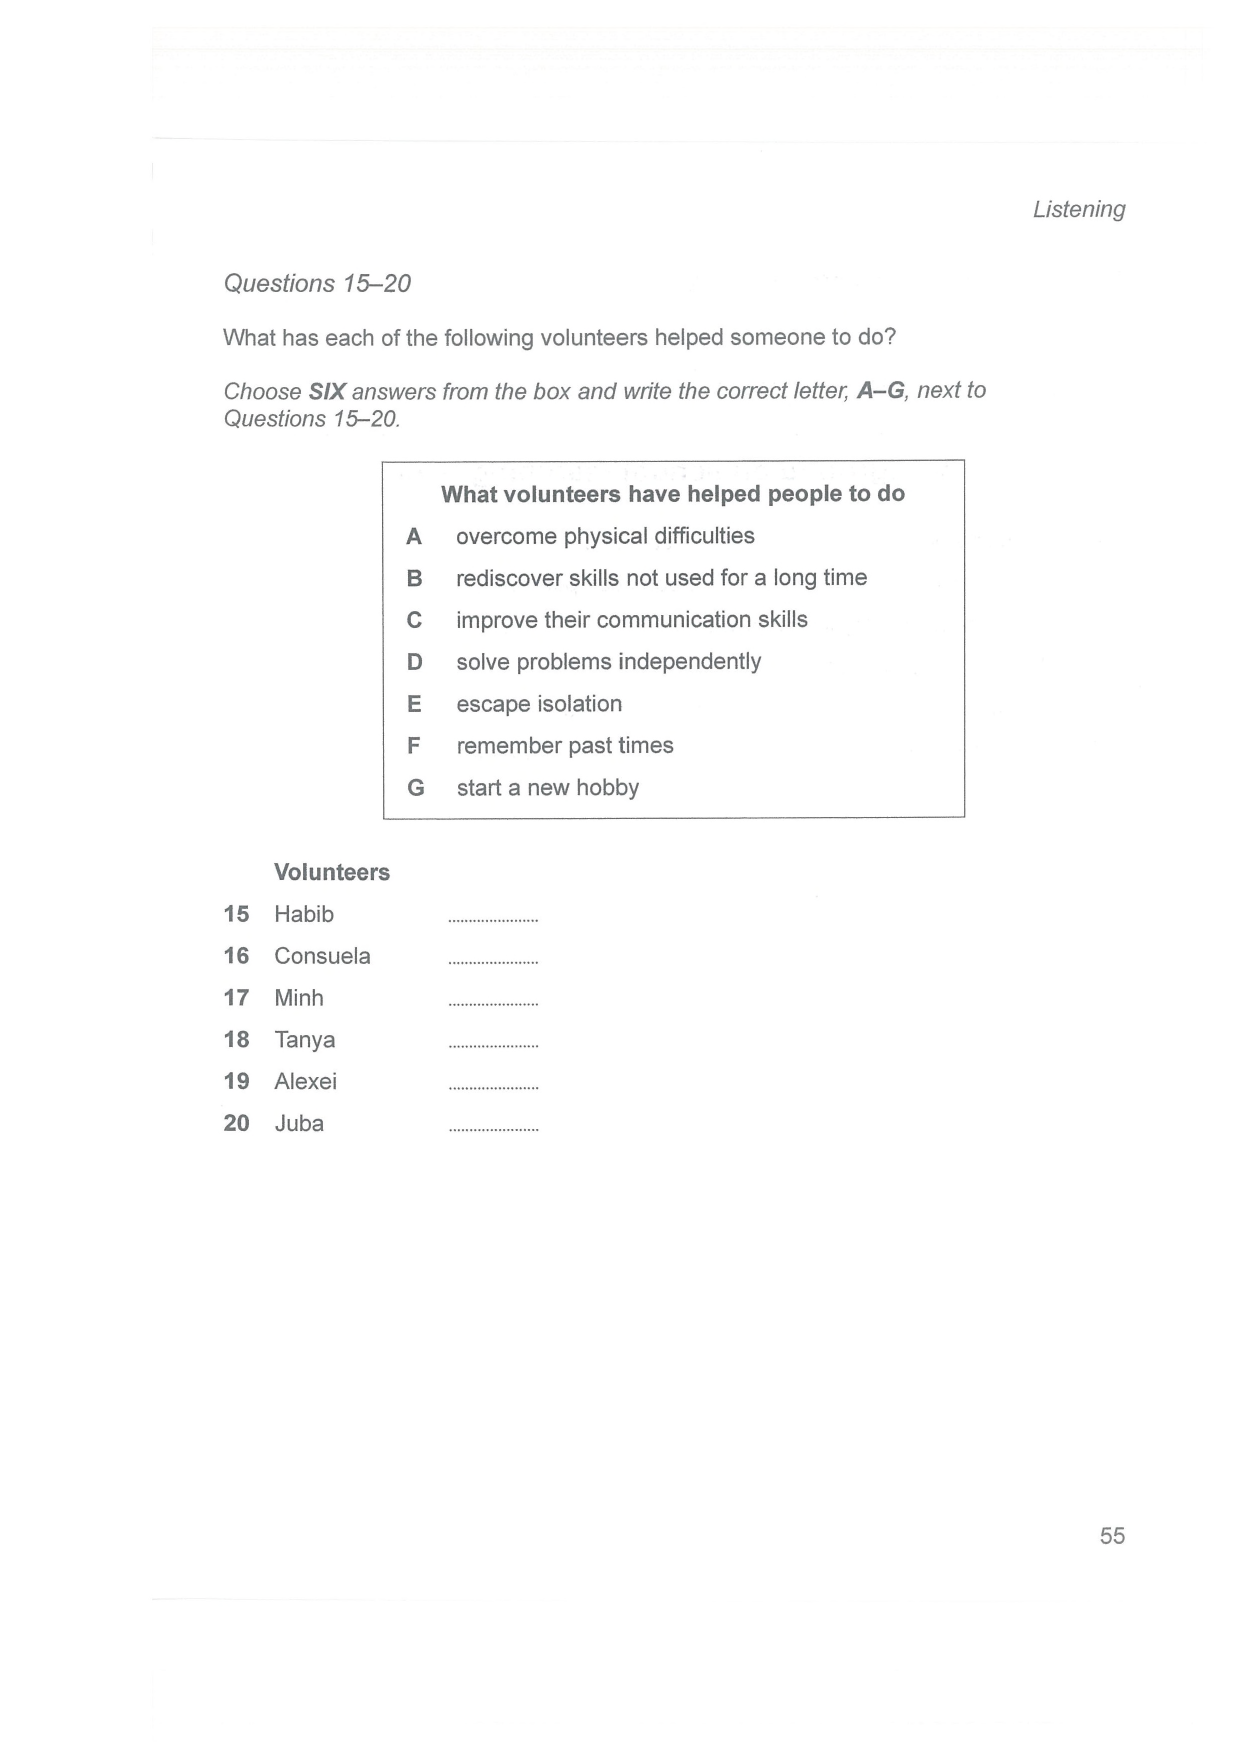 Listening
Questions 15–20
What has each of the following volunteers helped someone to do?
Choose SIX answers from the box and write the correct letter, A–G, next to
Questions 15–20.
What volunteers have helped people to do
A overcome physical difficulties
B rediscover skills not used for a long time
C improve their communication skills
D solve problems independently
E escape isolation
F remember past times
G start a new hobby
Volunteers
15 Habib ......................
16 Consuela ......................
17 Minh ......................
18 Tanya ......................
19 Alexei ......................
20 Juba ......................
55